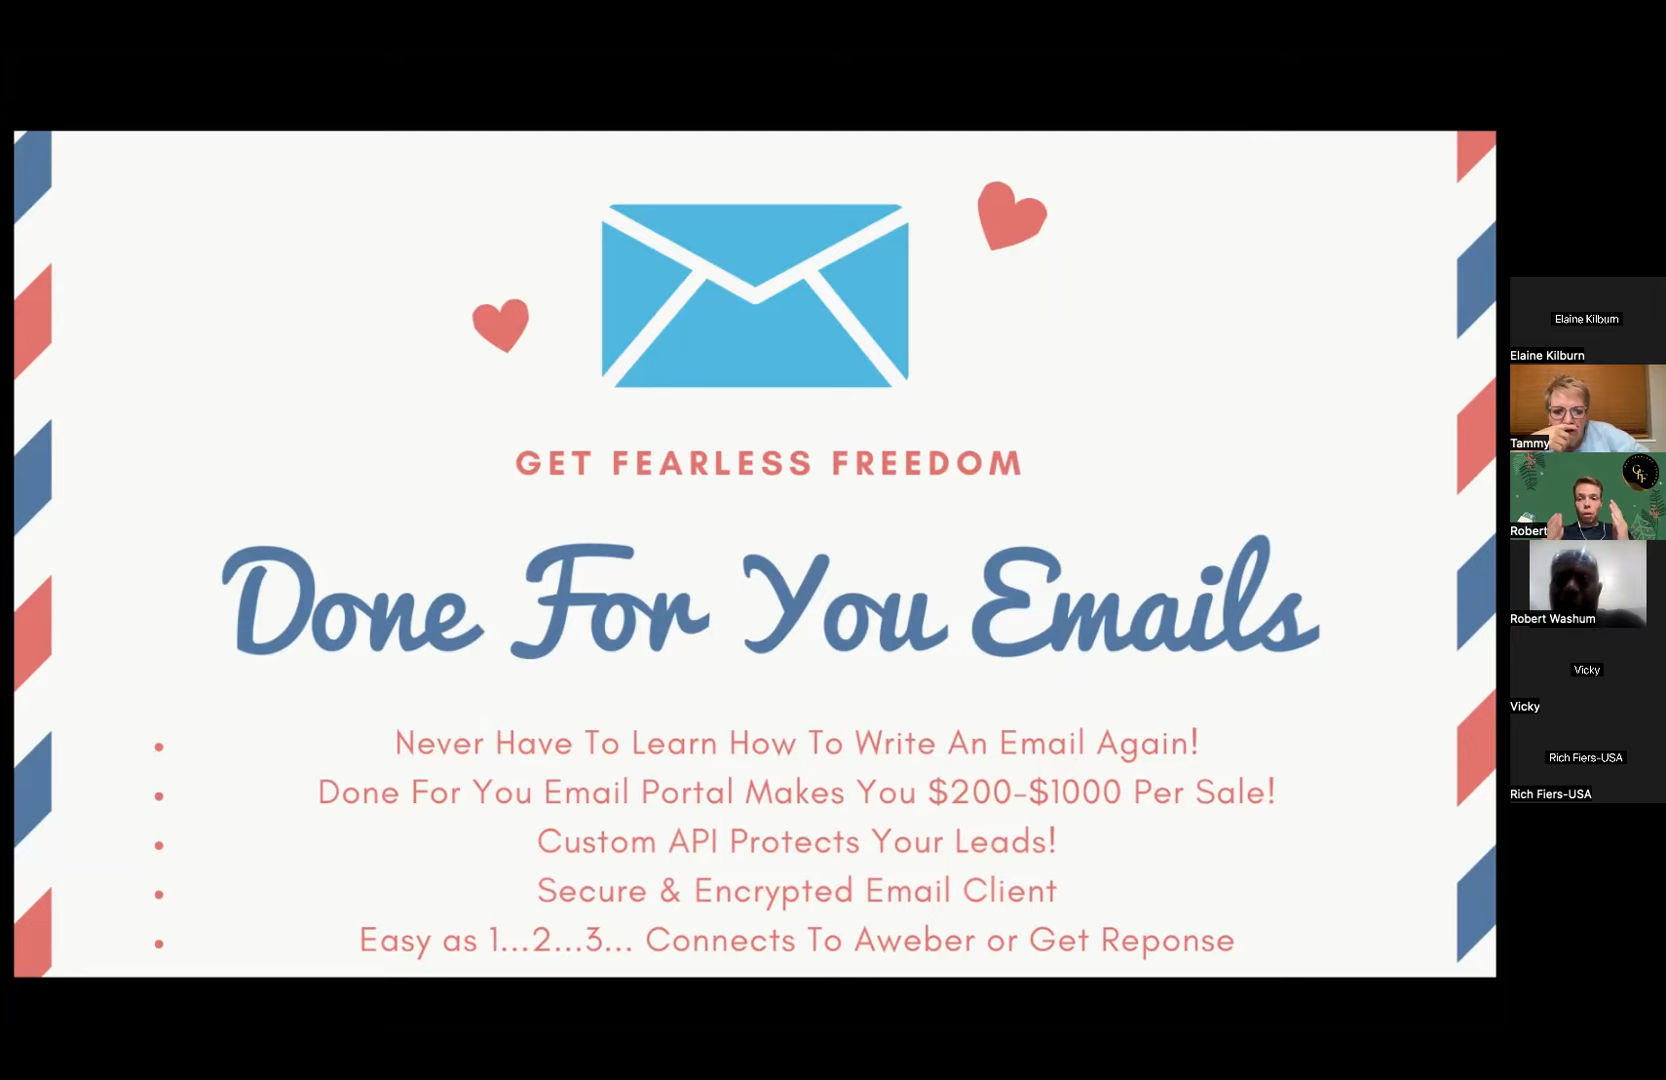 GET FEARLESS FREEDOM
Done For You Emails
• Never Have To Learn How To Write An Email Again!
• Done For You Email Portal Makes You $200-$1000 Per Sale!
• Custom API Protects Your Leads!
• Secure & Encrypted Email Client
• Easy as 1...2...3... Connects To Aweber or Get Reponse
Elaine Kilburn
Elaine Kilburn
Tammy
GFF
Robert
Robert Washum
Vicky
Vicky
Rich Fiers-USA
Rich Fiers-USA